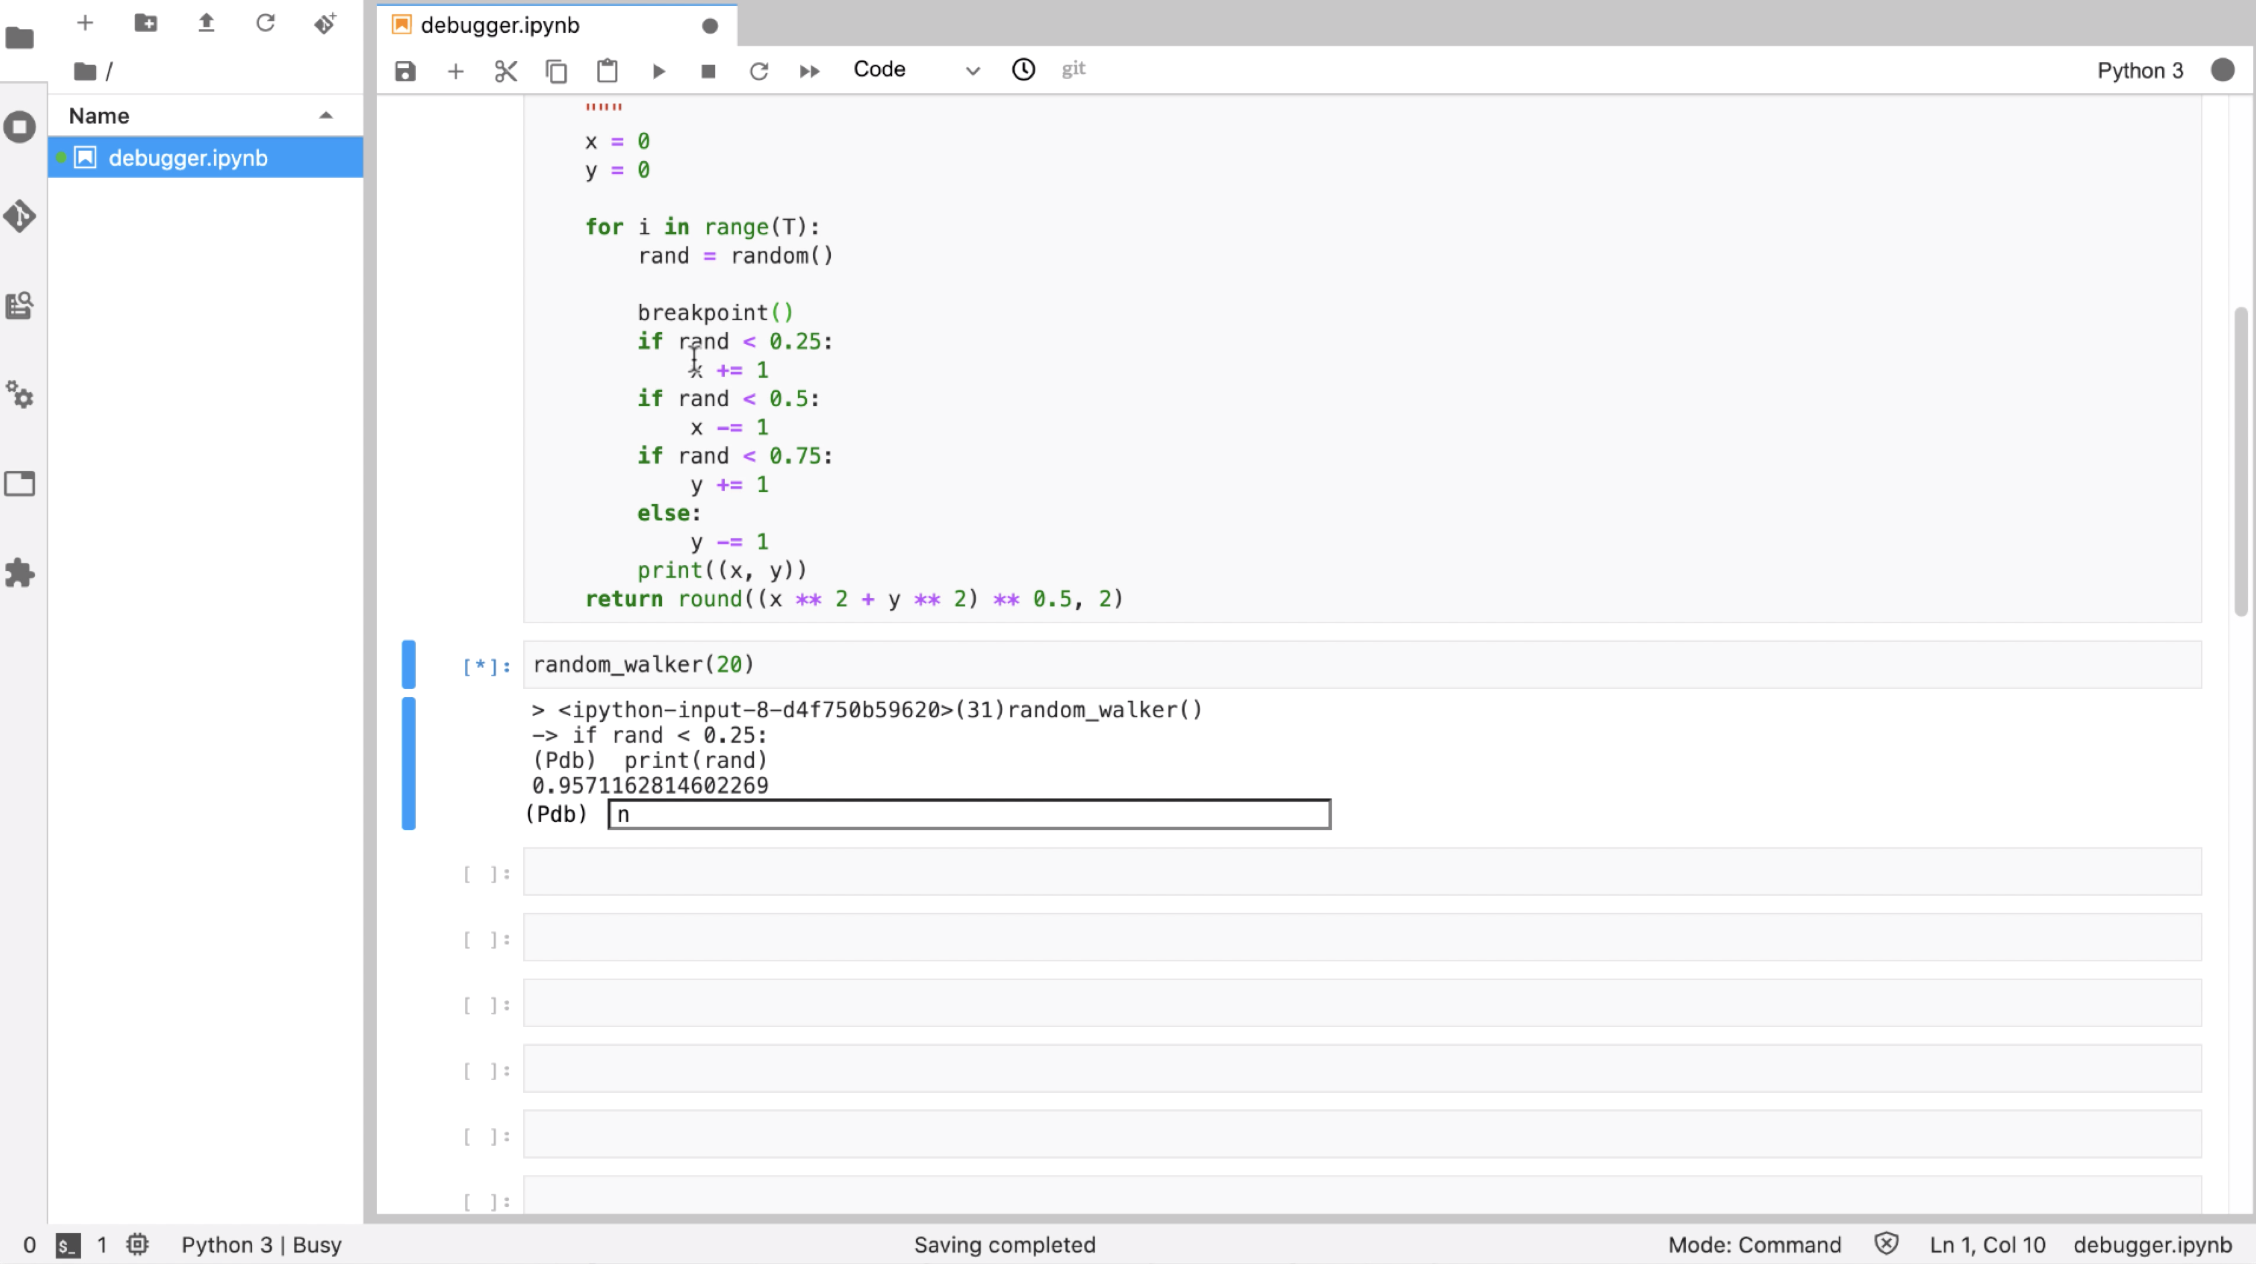 debugger.ipynb
/
Code
git
Python 3
Name
debugger.ipynb
"""
x = 0
y = 0
for i in range(T):
rand = random()
breakpoint()
if rand < 0.25:
x += 1
if rand < 0.5:
x -= 1
if rand < 0.75:
y += 1
else:
y -= 1
print((x, y))
return round((x ** 2 + y ** 2) ** 0.5, 2)
[*]: random_walker(20)
> <ipython-input-8-d4f750b59620>(31)random_walker()
-> if rand < 0.25:
(Pdb)  print(rand)
0.9571162814602269
(Pdb) n
[ ]:
[ ]:
[ ]:
[ ]:
[ ]:
[ ]:
0 $_ 1 Python 3 | Busy Saving completed Mode: Command Ln 1, Col 10 debugger.ipynb